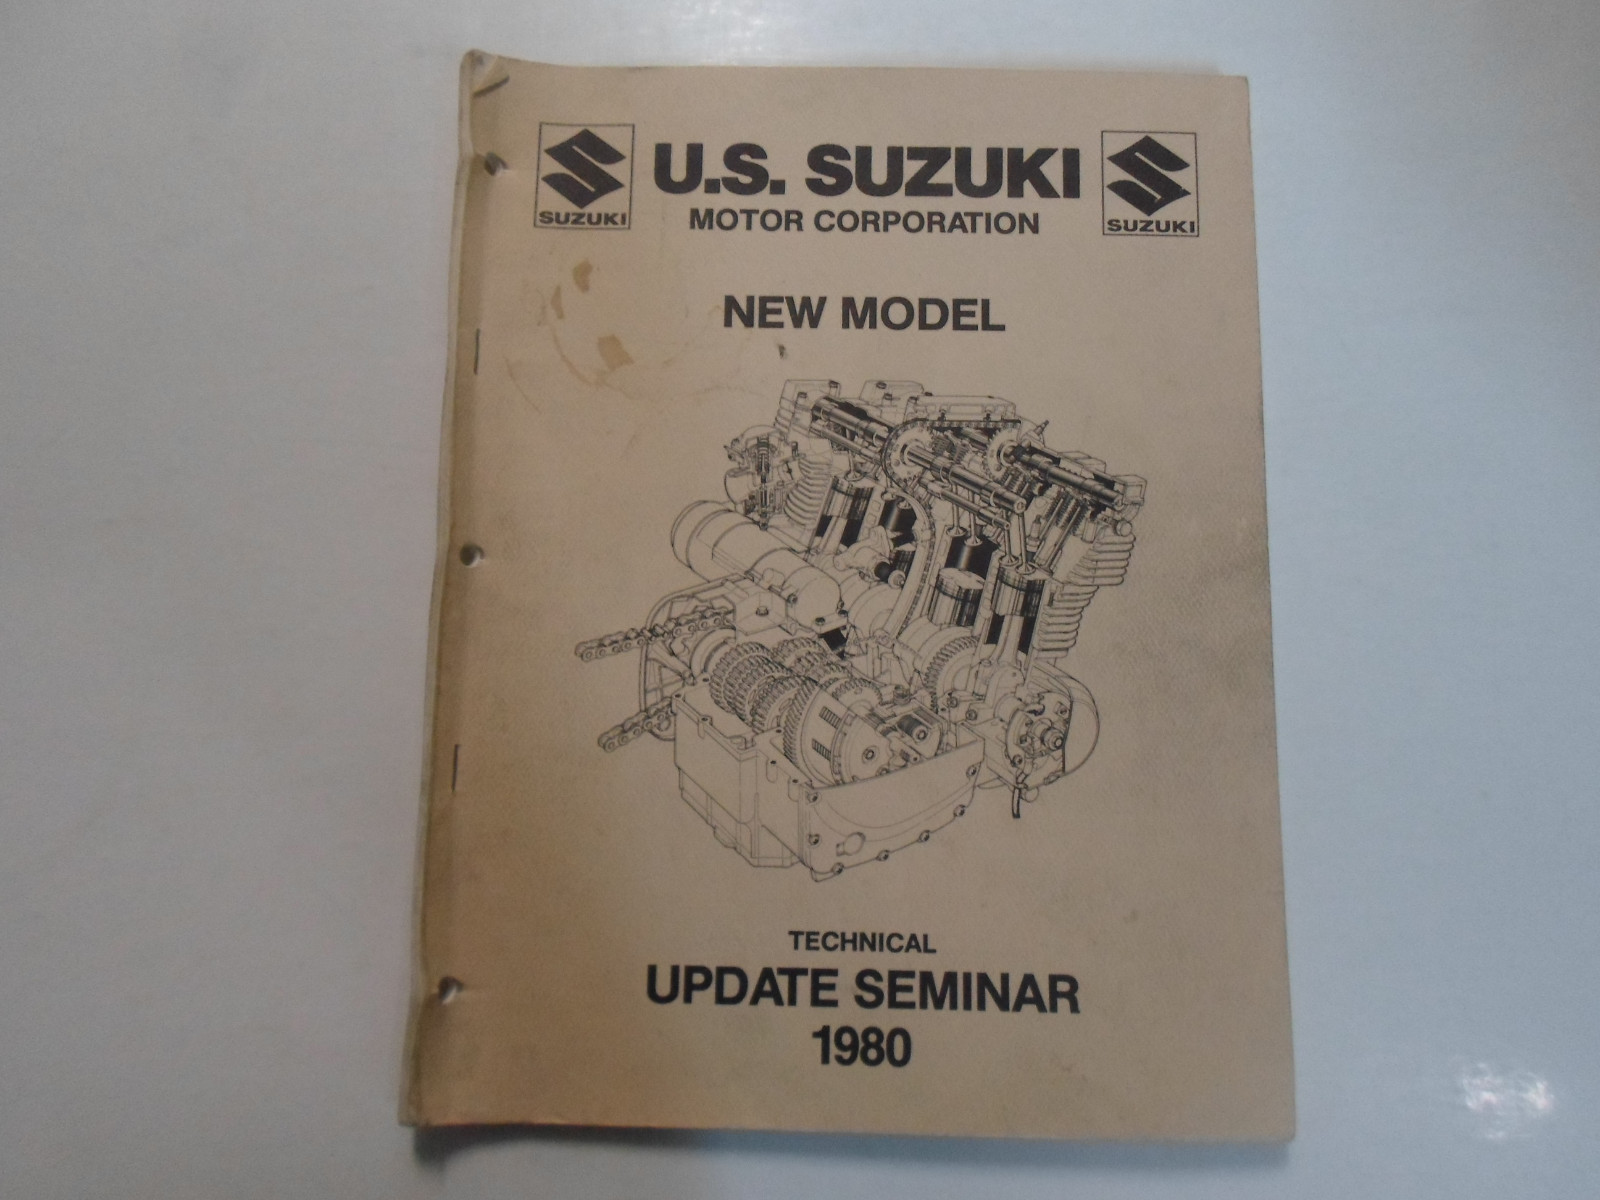 U.S. SUZUKI
SUZUKI
SUZUKI
MOTOR CORPORATION
NEW MODEL
TECHNICAL
UPDATE SEMINAR
1980